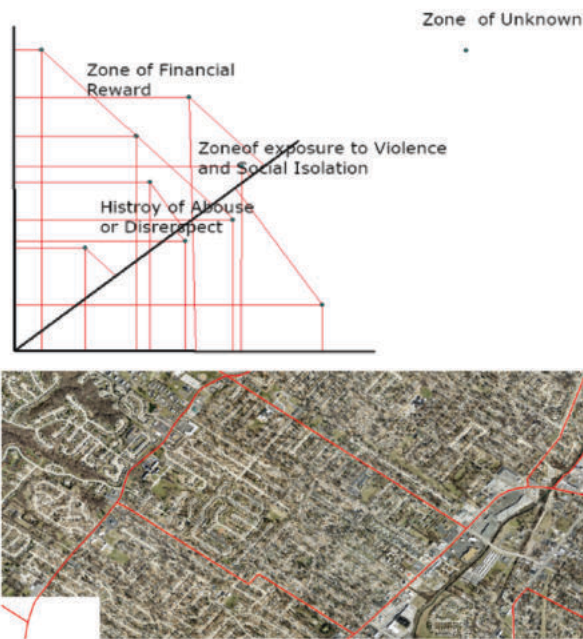 Zone of Unknown
Zone of Financial
Reward
Zoneof exposure to Violence
and Social Isolation
Histroy of Abouse
or Disrerspect